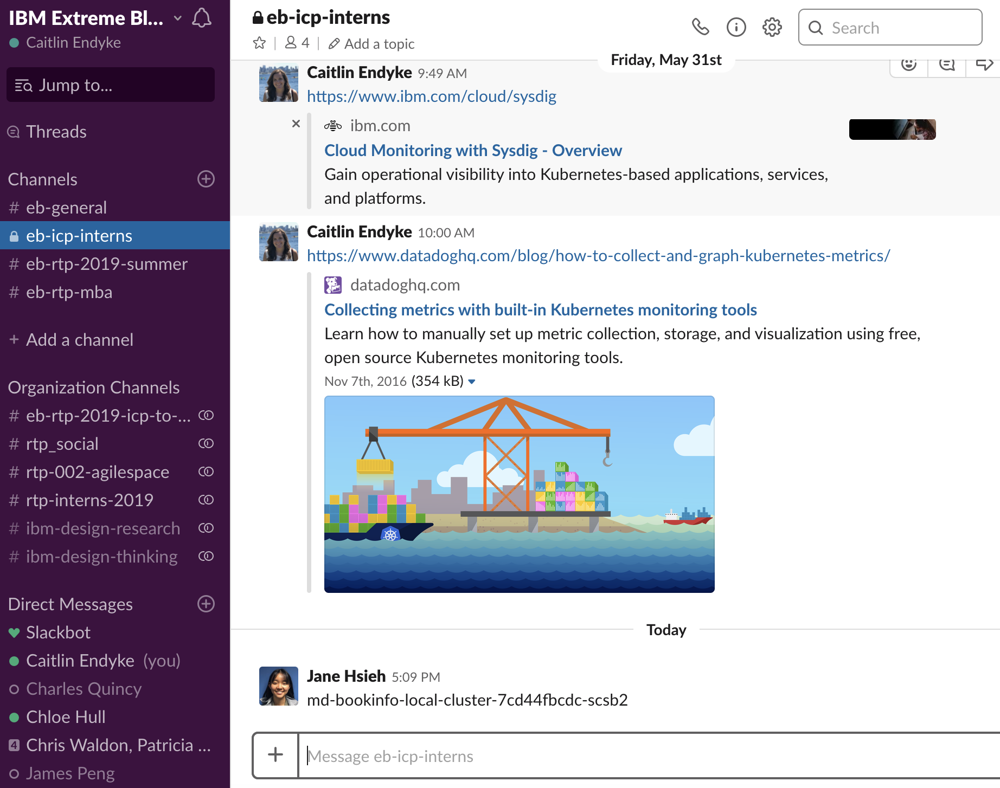 IBM Extreme Bl...
Caitlin Endyke
Jump to...
Threads
Channels
# eb-general
eb-icp-interns
# eb-rtp-2019-summer
# eb-rtp-mba
+ Add a channel
Organization Channels
# eb-rtp-2019-icp-to-...
# rtp_social
# rtp-002-agilespace
# rtp-interns-2019
# ibm-design-research
# ibm-design-thinking
Direct Messages
Slackbot
Caitlin Endyke (you)
Charles Quincy
Chloe Hull
4 Chris Waldon, Patricia ...
James Peng
eb-icp-interns
4 Add a topic
Search
Friday, May 31st
Caitlin Endyke 9:49 AM
https://www.ibm.com/cloud/sysdig
ibm.com
Cloud Monitoring with Sysdig - Overview
Gain operational visibility into Kubernetes-based applications, services,
and platforms.
Caitlin Endyke 10:00 AM
https://www.datadoghq.com/blog/how-to-collect-and-graph-kubernetes-metrics/
datadoghq.com
Collecting metrics with built-in Kubernetes monitoring tools
Learn how to manually set up metric collection, storage, and visualization using free,
open source Kubernetes monitoring tools.
Nov 7th, 2016 (354 kB)
Today
Jane Hsieh 5:09 PM
md-bookinfo-local-cluster-7cd44fbcdc-scsb2
Message eb-icp-interns